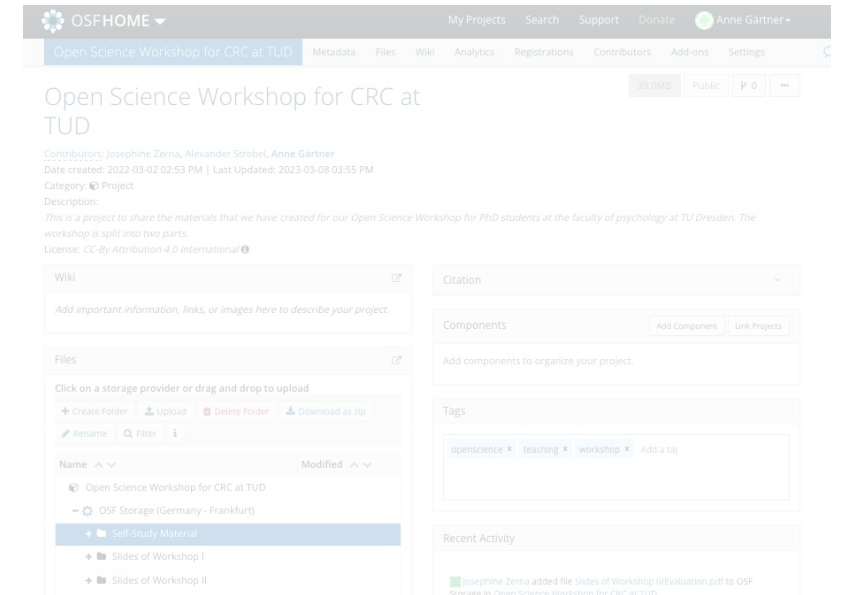 OSFHOME
My Projects Search Support Donate Anne Gärtner
Open Science Workshop for CRC at TUD Metadata Files Wiki Analytics Registrations Contributors Add-ons Settings
Open Science Workshop for CRC at
TUD
39.0MB Public 0 ...
Contributors: Josephine Zerna, Alexander Strobel, Anne Gärtner
Date created: 2022-03-02 02:53 PM | Last Updated: 2023-03-08 03:55 PM
Category: Project
Description:
This is a project to share the materials that we have created for our Open Science Workshop for PhD students at the faculty of psychology at TU Dresden. The
workshop is split into two parts.
License: CC-By Attribution 4.0 International
Wiki
Add important information, links, or images here to describe your project.
Files
Click on a storage provider or drag and drop to upload
Create Folder Upload Delete Folder Download as zip
Rename Filter i
Name Modified
Open Science Workshop for CRC at TUD
OSF Storage (Germany - Frankfurt)
Self-Study Material
Slides of Workshop I
Slides of Workshop II
Citation
Components
Add Component Link Projects
Add components to organize your project.
Tags
openscience x teaching x workshop x Add a tag
Recent Activity
Josephine Zerna added file Slides of Workshop II/Evaluation.pdf to OSF
Storage in Open Science Workshop for CRC at TUD